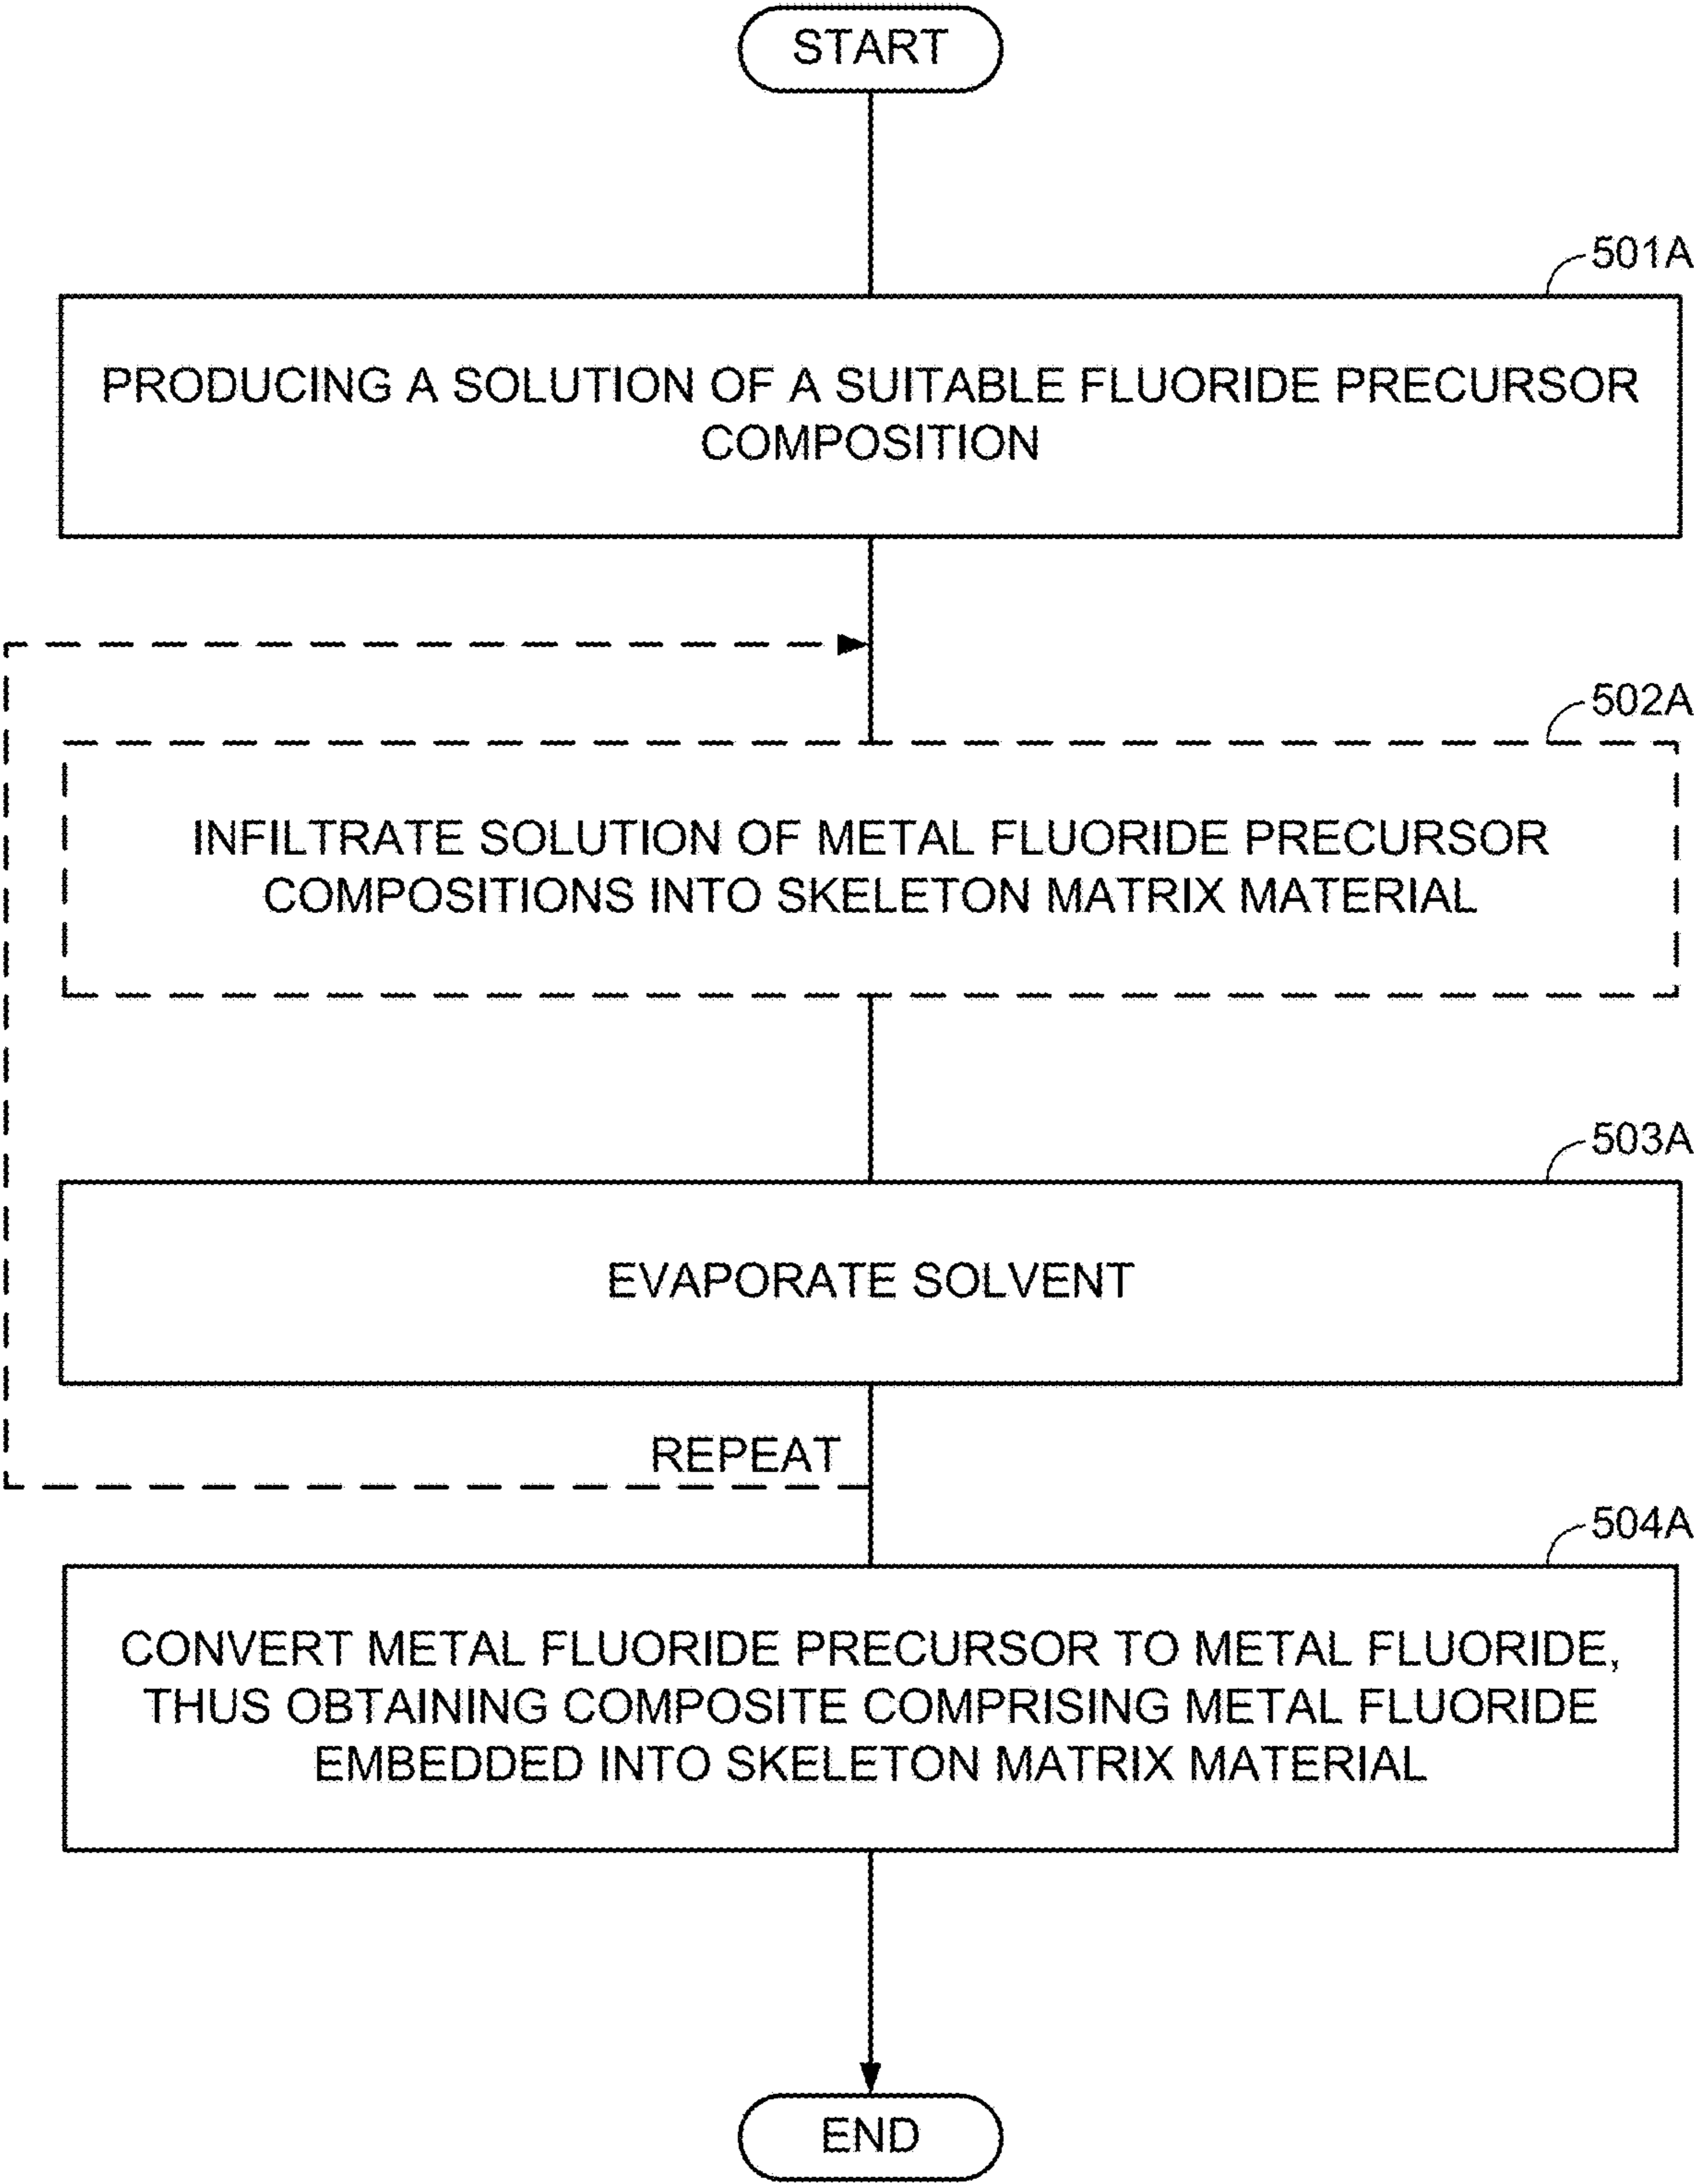 START
501A
PRODUCING A SOLUTION OF A SUITABLE FLUORIDE PRECURSOR
COMPOSITION
502A
INFILTRATE SOLUTION OF METAL FLUORIDE PRECURSOR
COMPOSITIONS INTO SKELETON MATRIX MATERIAL
503A
EVAPORATE SOLVENT
REPEAT
504A
CONVERT METAL FLUORIDE PRECURSOR TO METAL FLUORIDE,
THUS OBTAINING COMPOSITE COMPRISING METAL FLUORIDE
EMBEDDED INTO SKELETON MATRIX MATERIAL
END